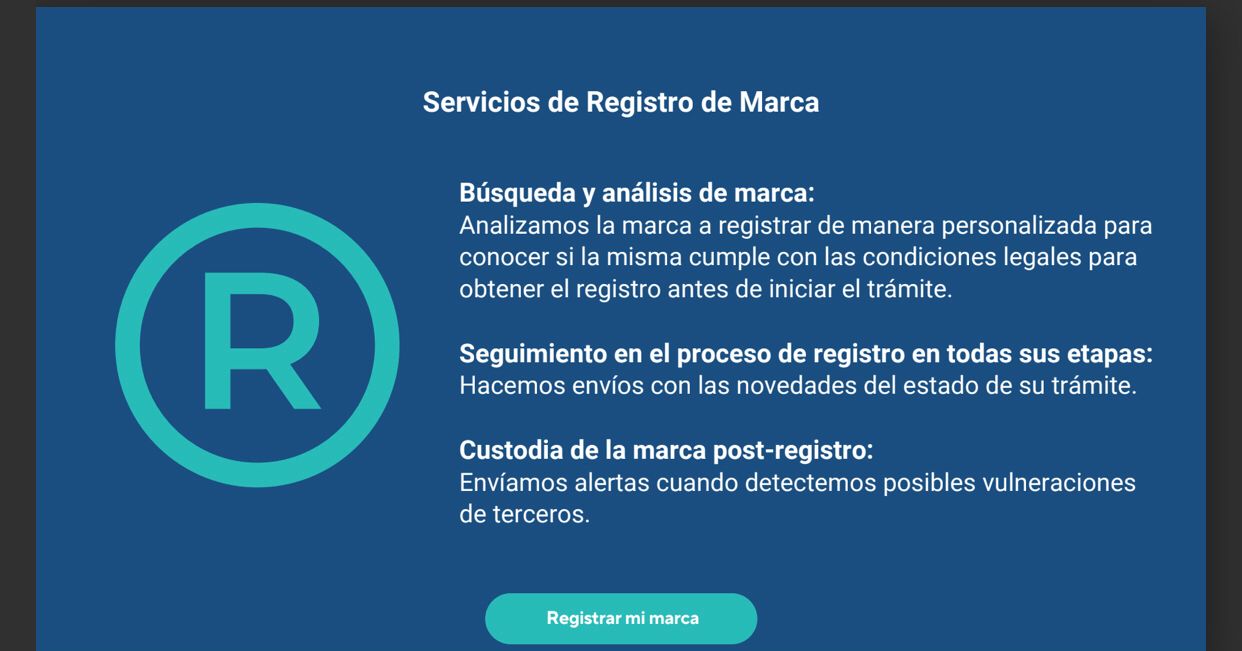 Servicios de Registro de Marca
R
Búsqueda y análisis de marca:
Analizamos la marca a registrar de manera personalizada para
conocer si la misma cumple con las condiciones legales para
obtener el registro antes de iniciar el trámite.
Seguimiento en el proceso de registro en todas sus etapas:
Hacemos envíos con las novedades del estado de su trámite.
Custodia de la marca post-registro:
Envíamos alertas cuando detectemos posibles vulneraciones
de terceros.
Registrar mi marca